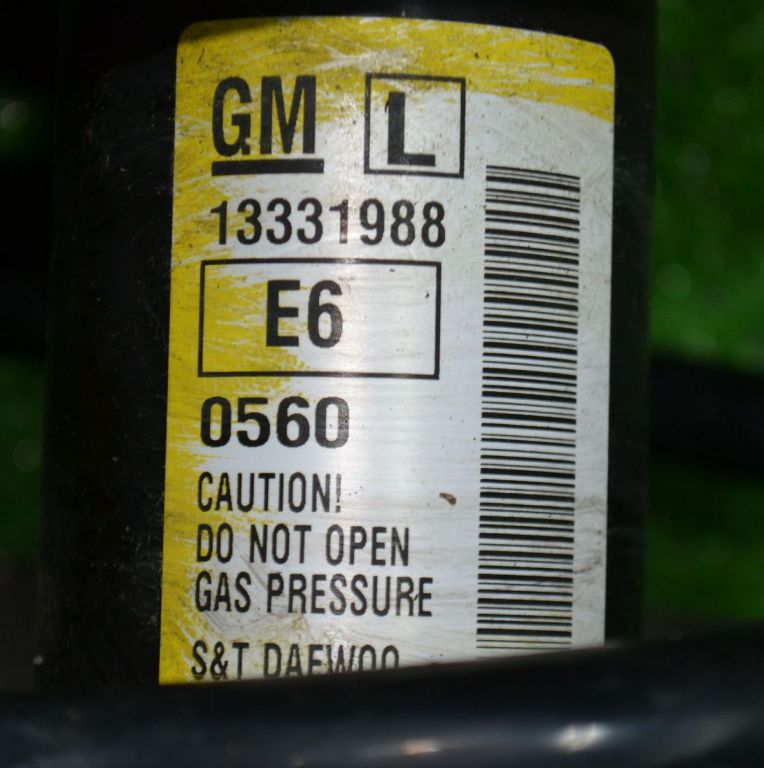 GM L
13331988
E6
0560
CAUTION!
DO NOT OPEN
GAS PRESSURE
S&T DAEWOO